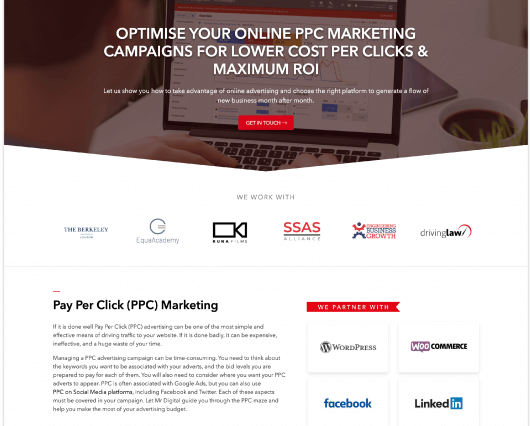 OPTIMISE YOUR ONLINE PPC MARKETING
CAMPAIGNS FOR LOWER COST PER CLICKS &
MAXIMUM ROI
Let us show you how to take advantage of online advertising and choose the right platform to generate a flow of
new business month after month.
GET IN TOUCH →
WE WORK WITH
THE BERKELEY
LONDON
EquaAcademy
KUNAFILMS
SSAS
ALLIANCE
ENGINEERING
BUSINESS
GROWTH
drivinglaw
Pay Per Click (PPC) Marketing
If it is done well Pay Per Click (PPC) advertising can be one of the most simple and
effective means of driving traffic to your website. If it is done badly, it can be expensive,
ineffective, and a huge waste of your time.
Managing a PPC advertising campaign can be time-consuming. You need to think about
the keywords you want to be associated with your adverts, and the bid levels you are
prepared to pay for each of them. You will also need to consider where you want your PPC
adverts to appear. PPC is often associated with Google Ads, but you can also use
PPC on Social Media platforms, including Facebook and Twitter. Each of these aspects
must be covered in your campaign. Let Mr Digital guide you through the PPC maze and
help you make the most of your advertising budget.
WE PARTNER WITH
WORDPRESS
WOO COMMERCE
facebook
Linked in